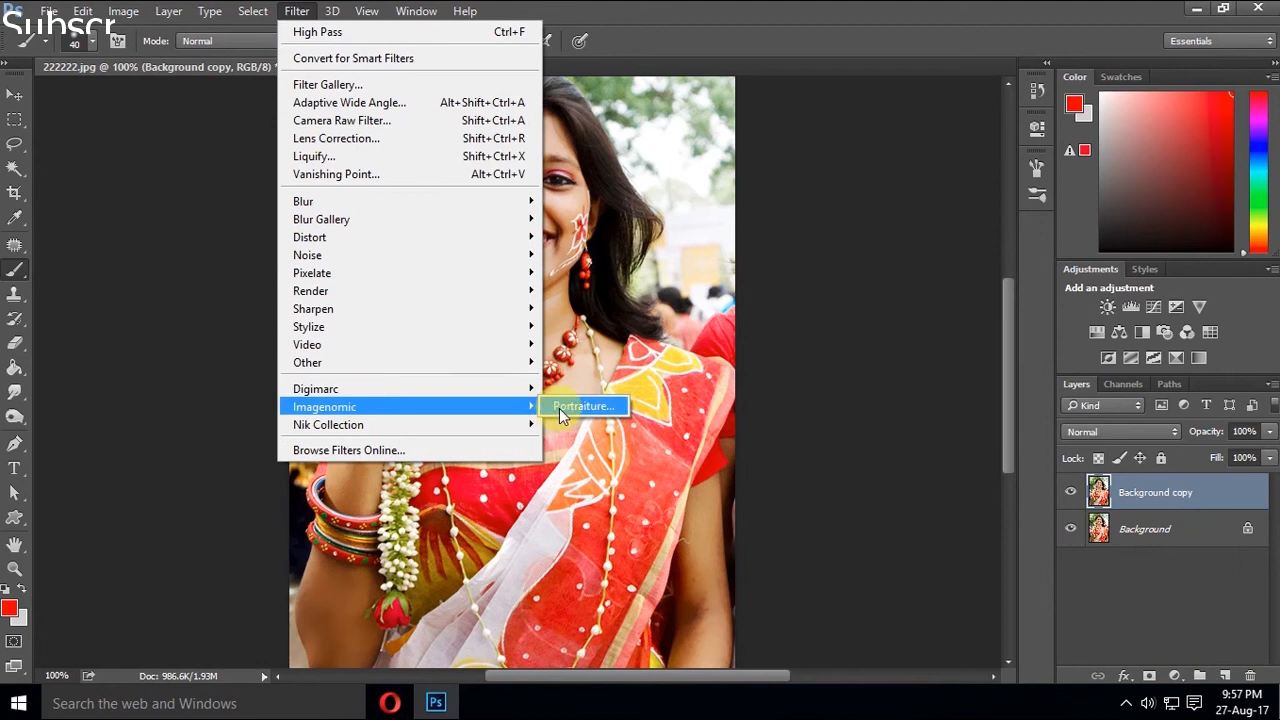 Subscr
File Edit Image Layer Type Select Filter 3D View Window Help
40 Mode: Normal Essentials
222222.jpg @ 100% (Background copy, RGB/8) *
High Pass Ctrl+F
Convert for Smart Filters
Filter Gallery...
Adaptive Wide Angle... Alt+Shift+Ctrl+A
Camera Raw Filter... Shift+Ctrl+A
Lens Correction... Shift+Ctrl+R
Liquify... Shift+Ctrl+X
Vanishing Point... Alt+Ctrl+V
Blur
Blur Gallery
Distort
Noise
Pixelate
Render
Sharpen
Stylize
Video
Other
Digimarc
Imagenomic
Portraiture...
Nik Collection
Browse Filters Online...
Color Swatches
Adjustments Styles
Add an adjustment
Layers Channels Paths
Kind
Normal Opacity: 100%
Lock: Fill: 100%
Background copy
Background
100% Doc: 986.6K/1.93M
Search the web and Windows
Ps
9:57 PM
27-Aug-17